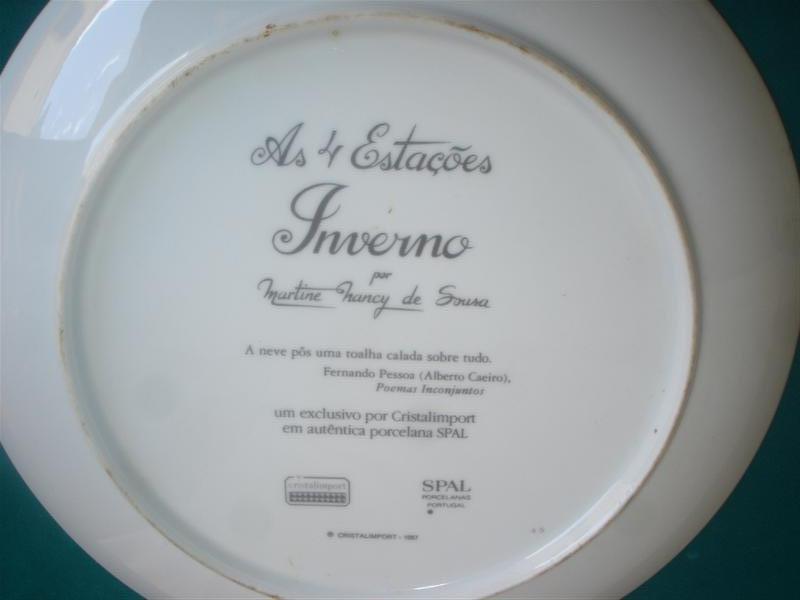 As 4 Estações
Inverno
por
Martine Nancy de Sousa
A neve pôs uma toalha calada sobre tudo.
Fernando Pessoa (Alberto Caeiro),
Poemas Inconjuntos
um exclusivo por Cristalimport
em autêntica porcelana SPAL
cristalimport
SPAL
PORCELANAS
PORTUGAL
® CRISTALIMPORT - 1987